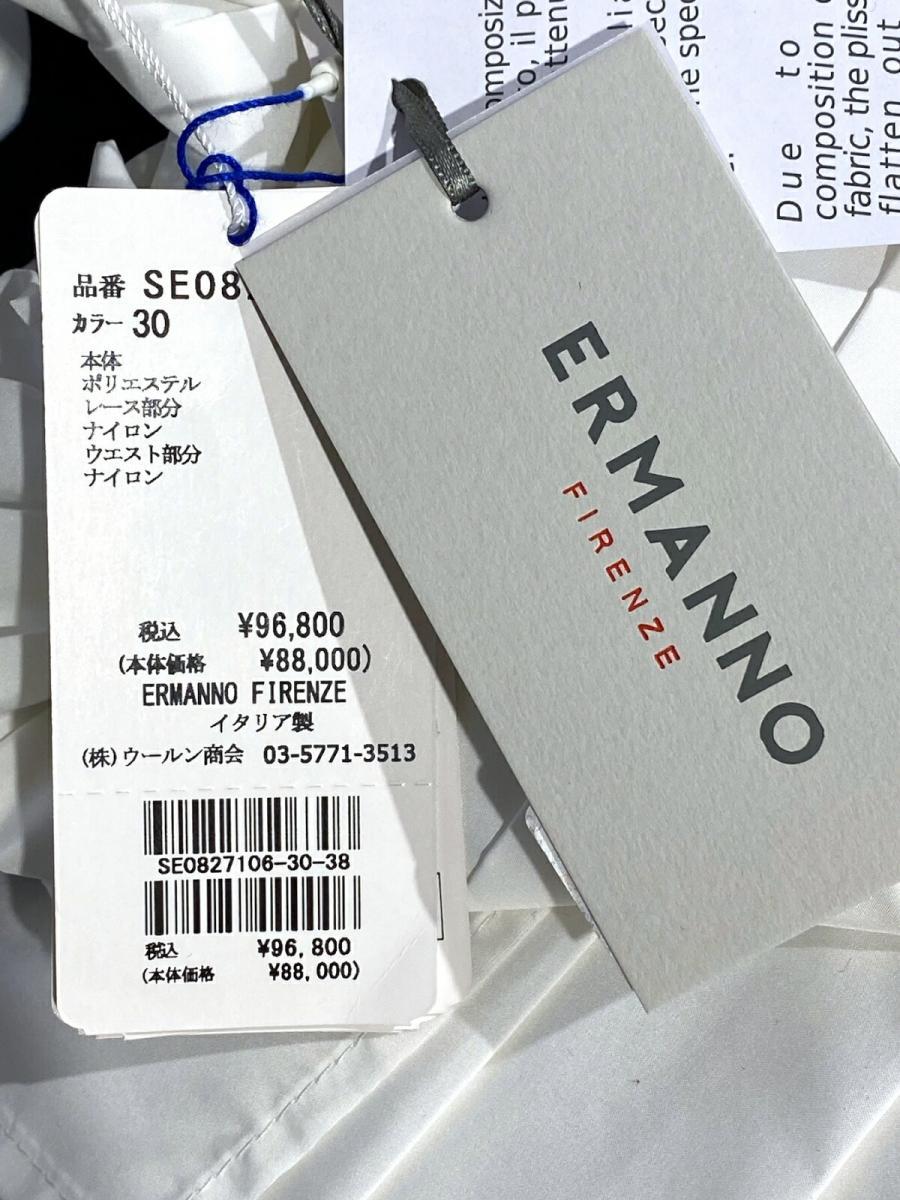 品番 SE08
カラー 30
本体
ポリエステル
レース部分
ナイロン
ウエスト部分
ナイロン
税込 ¥96,800
(本体価格 ¥88,000)
ERMANNO FIRENZE
イタリア製
(株)ウールン商会 03-5771-3513
SE0827106-30-38
税込 ¥96,800
(本体価格 ¥88,000)
ERMANNO
FIRENZE
Due to
composition
fabric, the pliss
flatten out